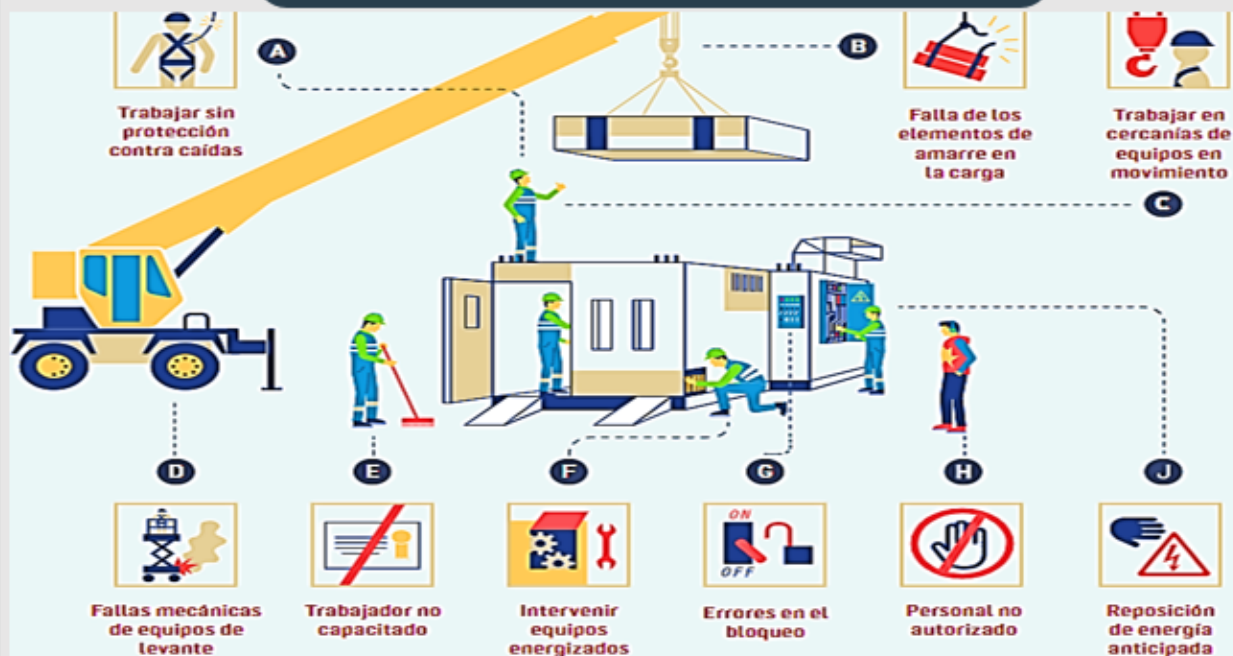 A
B
Trabajar sin
protección
contra caídas
Falla de los
elementos de
amarre en
la carga
Trabajar en
cercanías de
equipos en
movimiento
C
D
E
F
G
H
J
ON
OFF
Fallas mecánicas
de equipos de
levante
Trabajador no
capacitado
Intervenir
equipos
energizados
Errores en el
bloqueo
Personal no
autorizado
Reposición
de energía
anticipada